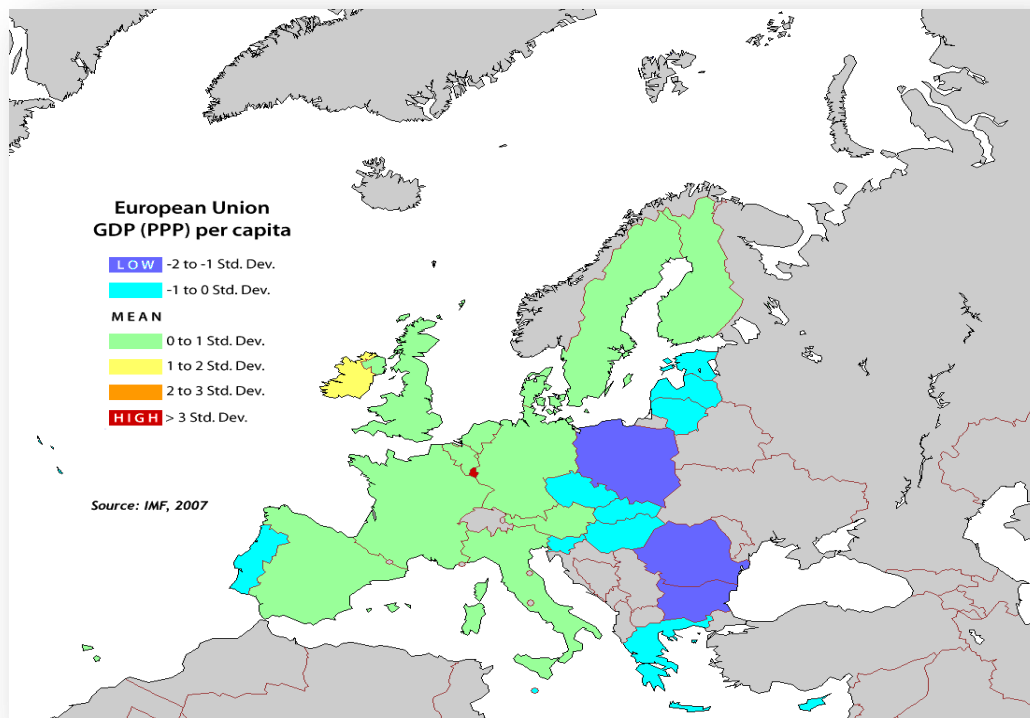 European Union
GDP (PPP) per capita
LOW -2 to -1 Std. Dev.
-1 to 0 Std. Dev.
MEAN
0 to 1 Std. Dev.
1 to 2 Std. Dev.
2 to 3 Std. Dev.
HIGH > 3 Std. Dev.
Source: IMF, 2007